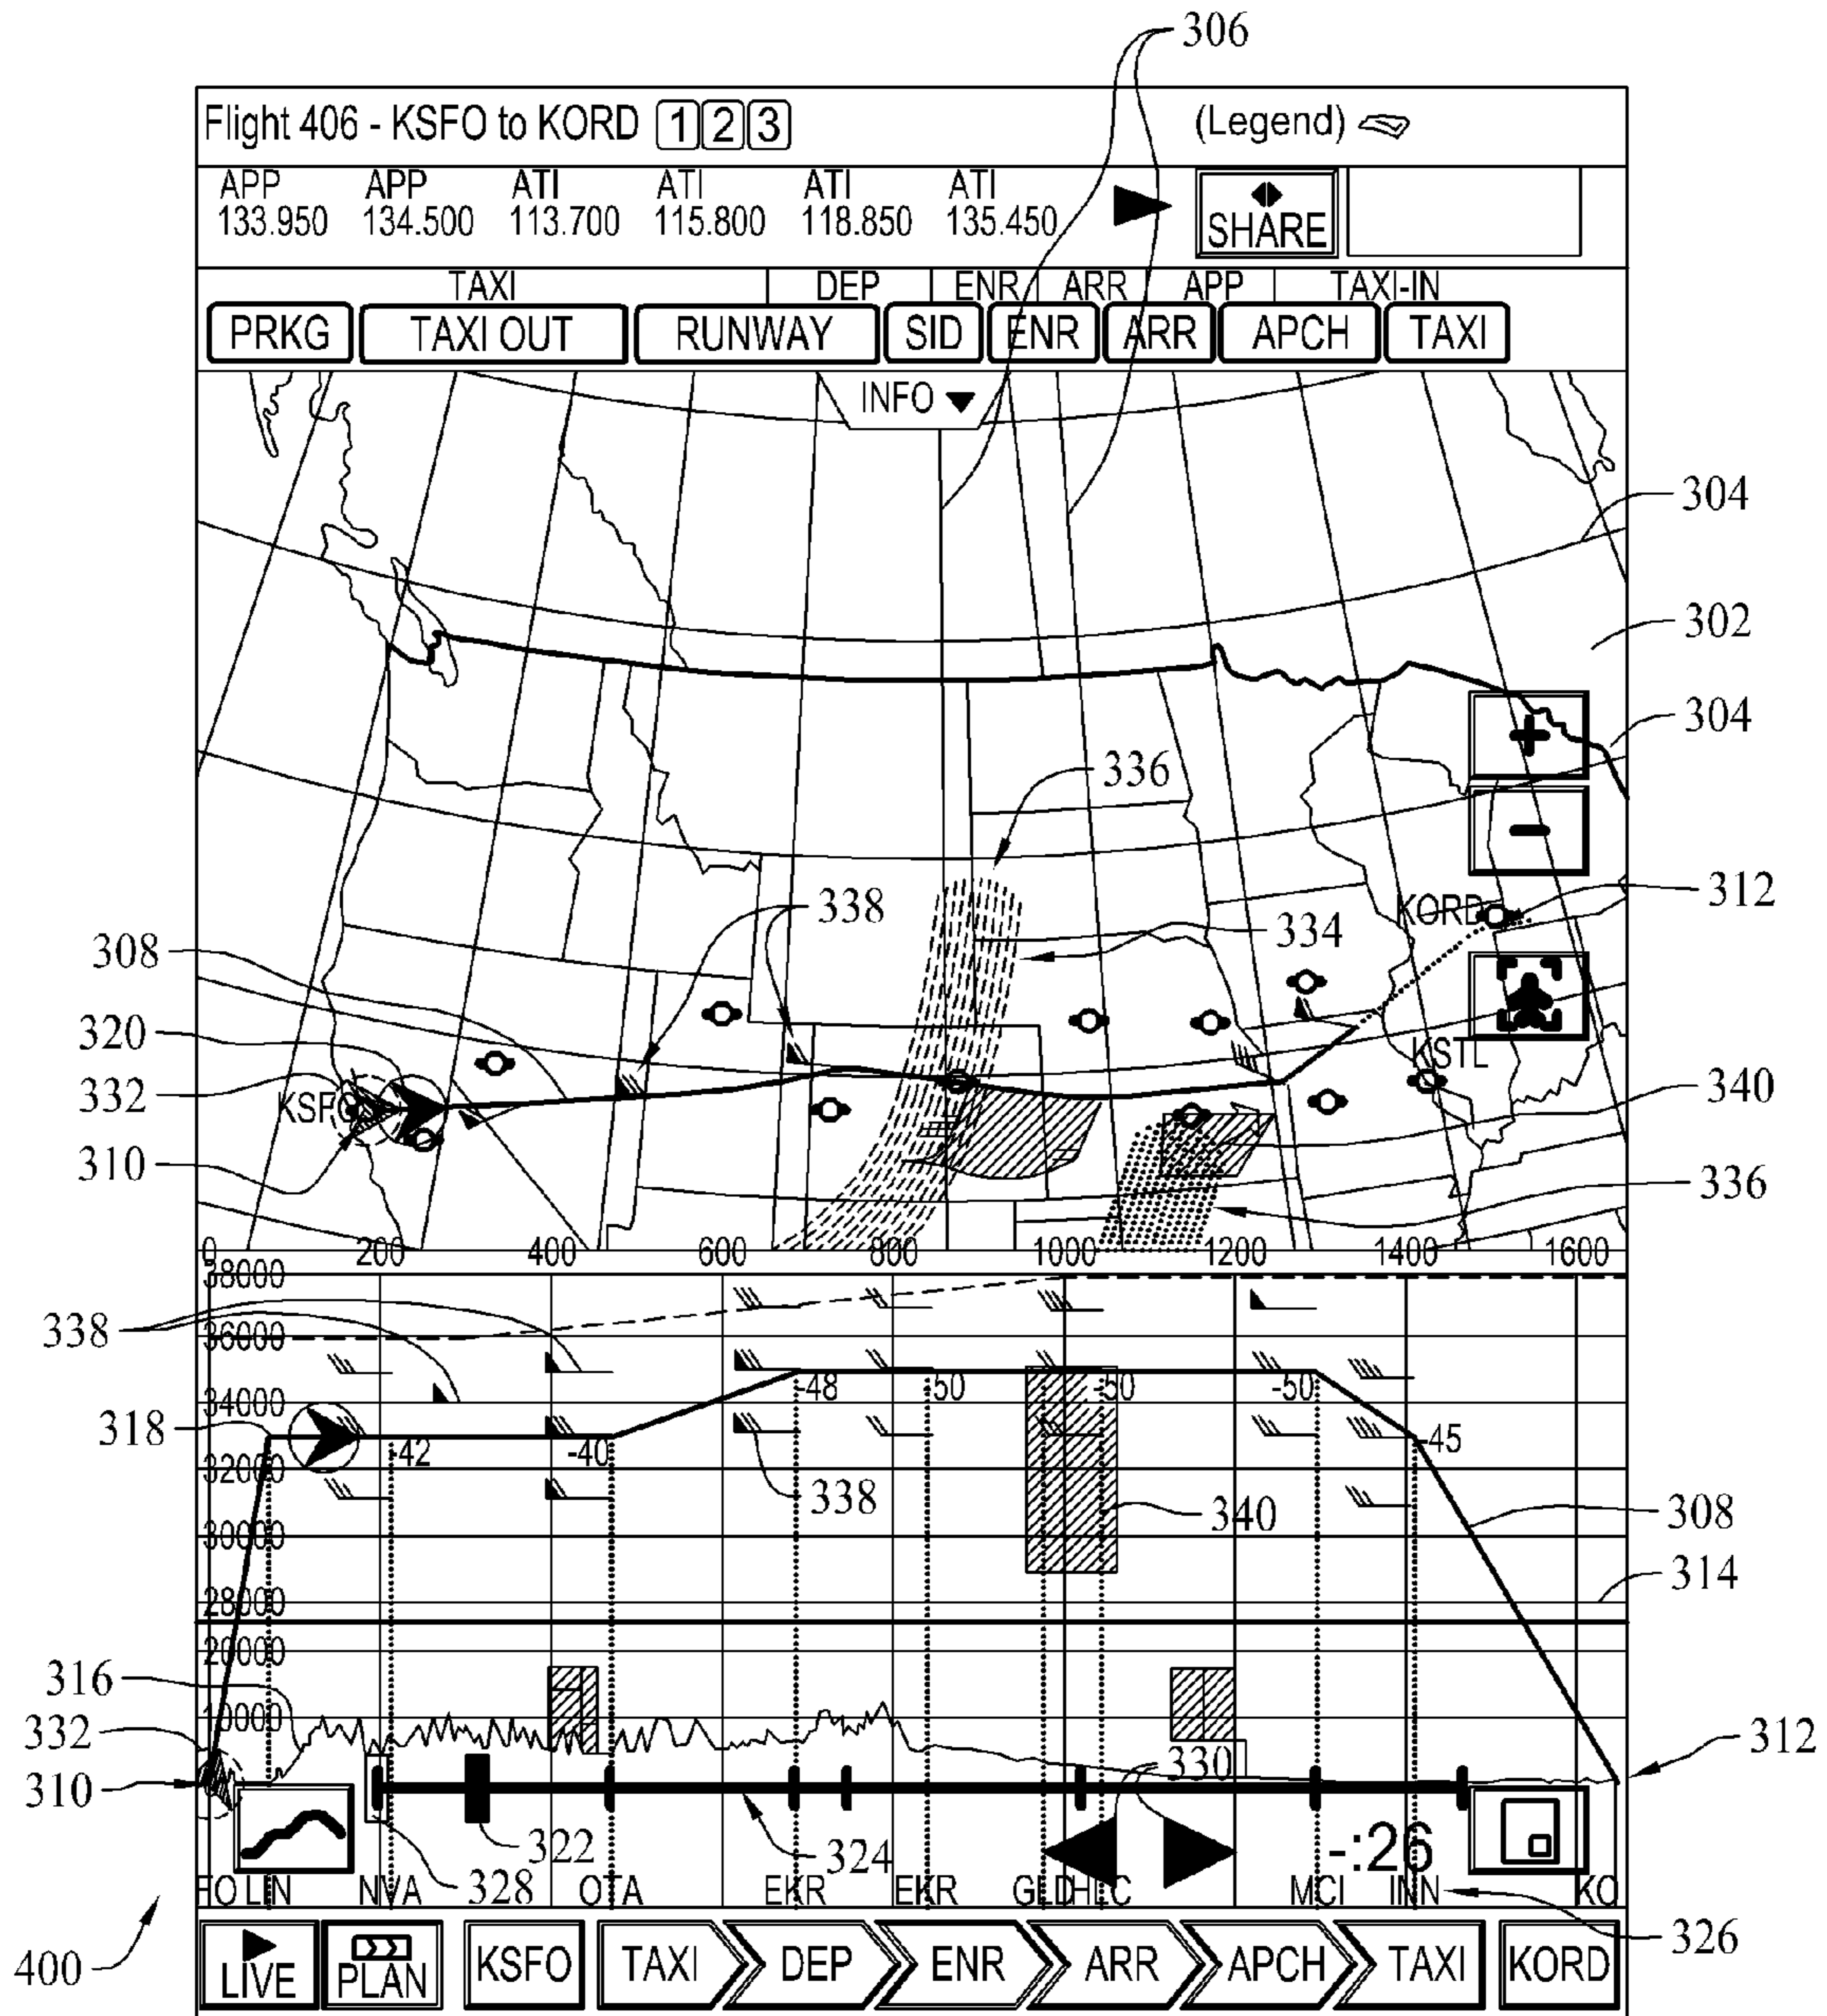 306
Flight 406 - KSFO to KORD 1 2 3 (Legend)
APP APP ATI ATI ATI ATI
133.950 134.500 113.700 115.800 118.850 135.450 SHARE
TAXI DEP ENR ARR APP TAXI-IN
PRKG TAXI OUT RUNWAY SID ENR ARR APCH TAXI
INFO
304
302
304
336
338
KORD 312
334
308
320
KSTL
332 KSFO
340
310
336
0 200 400 600 800 1000 1200 1400 1600
38000
338
36000
34000
-48 -50 -50 -50
318
-42 -40 -45
32000
338
340
308
30000
314
28000
20000
316
10000
332
330
312
310
322
324
-:26
328
FO LIN NVA OTA EKR EKR GLD HLC MCI INN KO
326
400
LIVE PLAN KSFO TAXI DEP ENR ARR APCH TAXI KORD